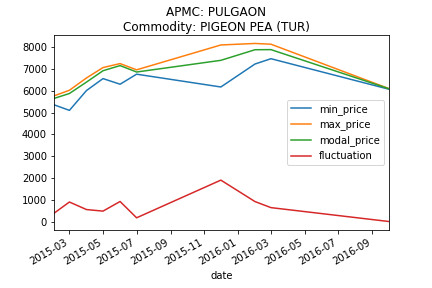 APMC: PULGAON
Commodity: PIGEON PEA (TUR)
8000
7000
6000
5000
4000
3000
2000
1000
0
min_price
max_price
modal_price
fluctuation
2015-03
2015-05
2015-07
2015-09
2015-11
2016-01
2016-03
2016-05
2016-07
2016-09
date